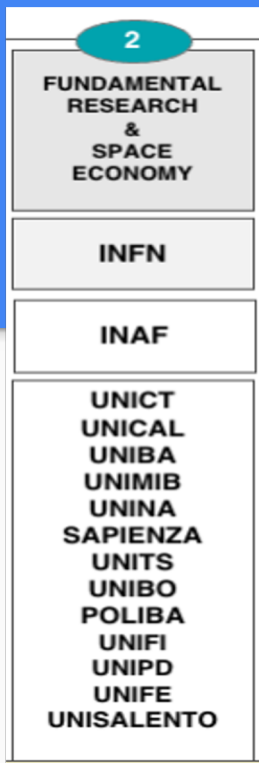 2
FUNDAMENTAL
RESEARCH
&
SPACE
ECONOMY
INFN
INAF
UNICT
UNICAL
UNIBA
UNIMIB
UNINA
SAPIENZA
UNITS
UNIBO
POLIBA
UNIFI
UNIPD
UNIFE
UNISALENTO